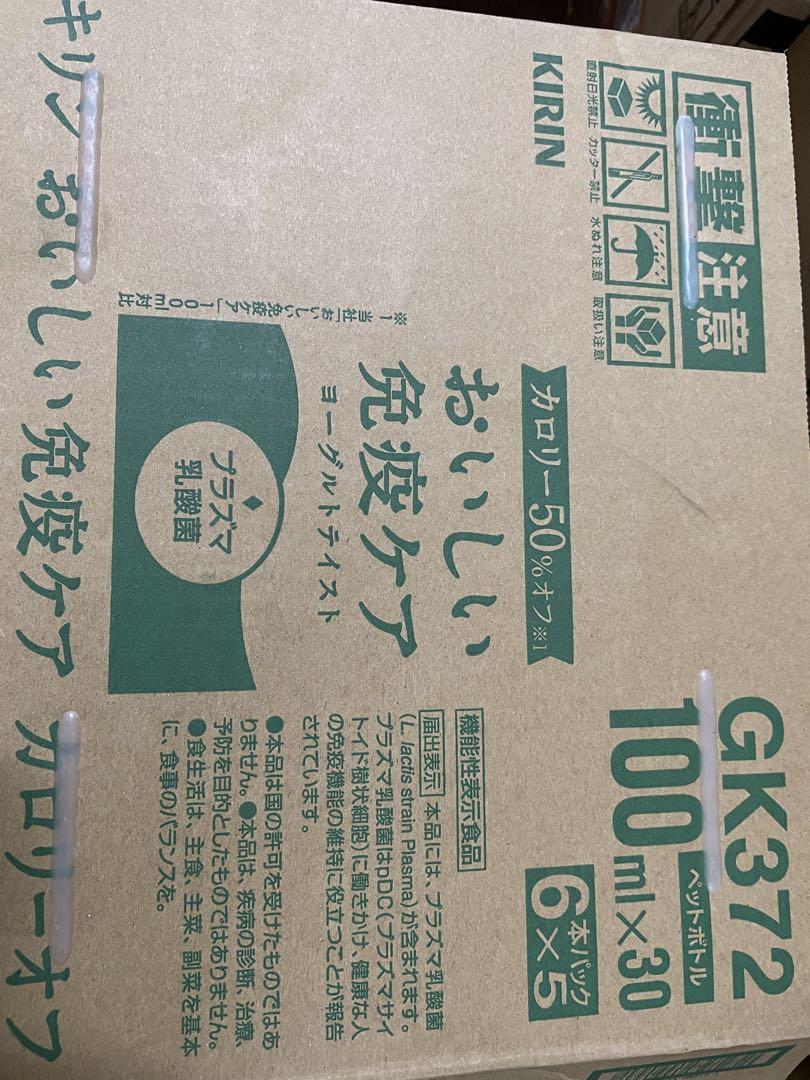 衝撃注意
直射日光禁止 カッター禁止 水ぬれ注意 取扱い注意
KIRIN
GK372
ペットボトル
100ml×30
本パック
6×5
カロリー50%オフ※1
おいしい
免疫ケア
ヨーグルトテイスト
※1 当社「おいしい免疫ケア」100ml対比
プラズマ
乳酸菌
機能性表示食品
届出表示 本品には、プラズマ乳酸菌
(L. lactis strain Plasma)が含まれます。
プラズマ乳酸菌はpDC(プラズマサイ
トイド樹状細胞)に働きかけ、健康な人
の免疫機能の維持に役立つことが報告
されています。
●本品は国の許可を受けたものではあ
りません。●本品は、疾病の診断、治療、
予防を目的としたものではありません。
●食生活は、主食、主菜、副菜を基本
に、食事のバランスを。
キリン おいしい免疫ケア カロリーオフ